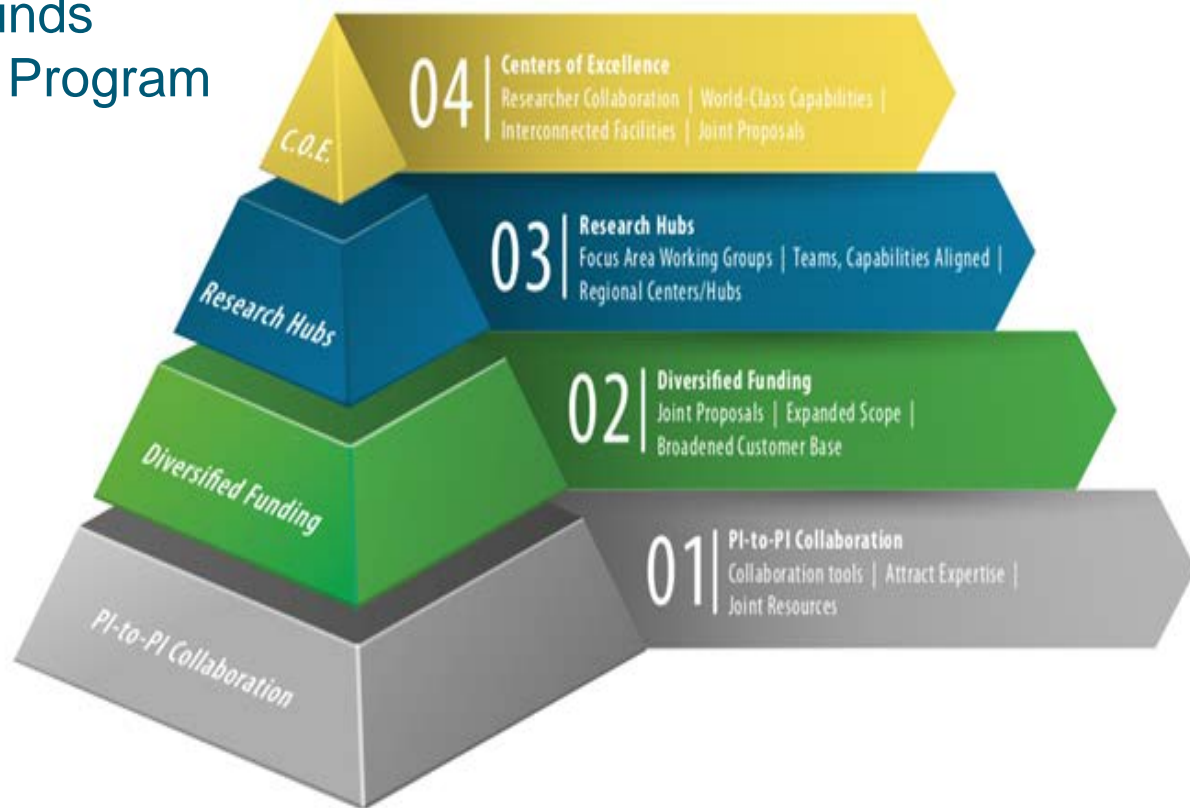 Program
04
Centers of Excellence
Researcher Collaboration | World-Class Capabilities |
Interconnected Facilities | Joint Proposals
C.O.E.
03
Research Hubs
Focus Area Working Groups | Teams, Capabilities Aligned |
Regional Centers/Hubs
Research Hubs
02
Diversified Funding
Joint Proposals | Expanded Scope |
Broadened Customer Base
Diversified Funding
01
PI-to-PI Collaboration
Collaboration tools | Attract Expertise |
Joint Resources
PI-to-PI Collaboration